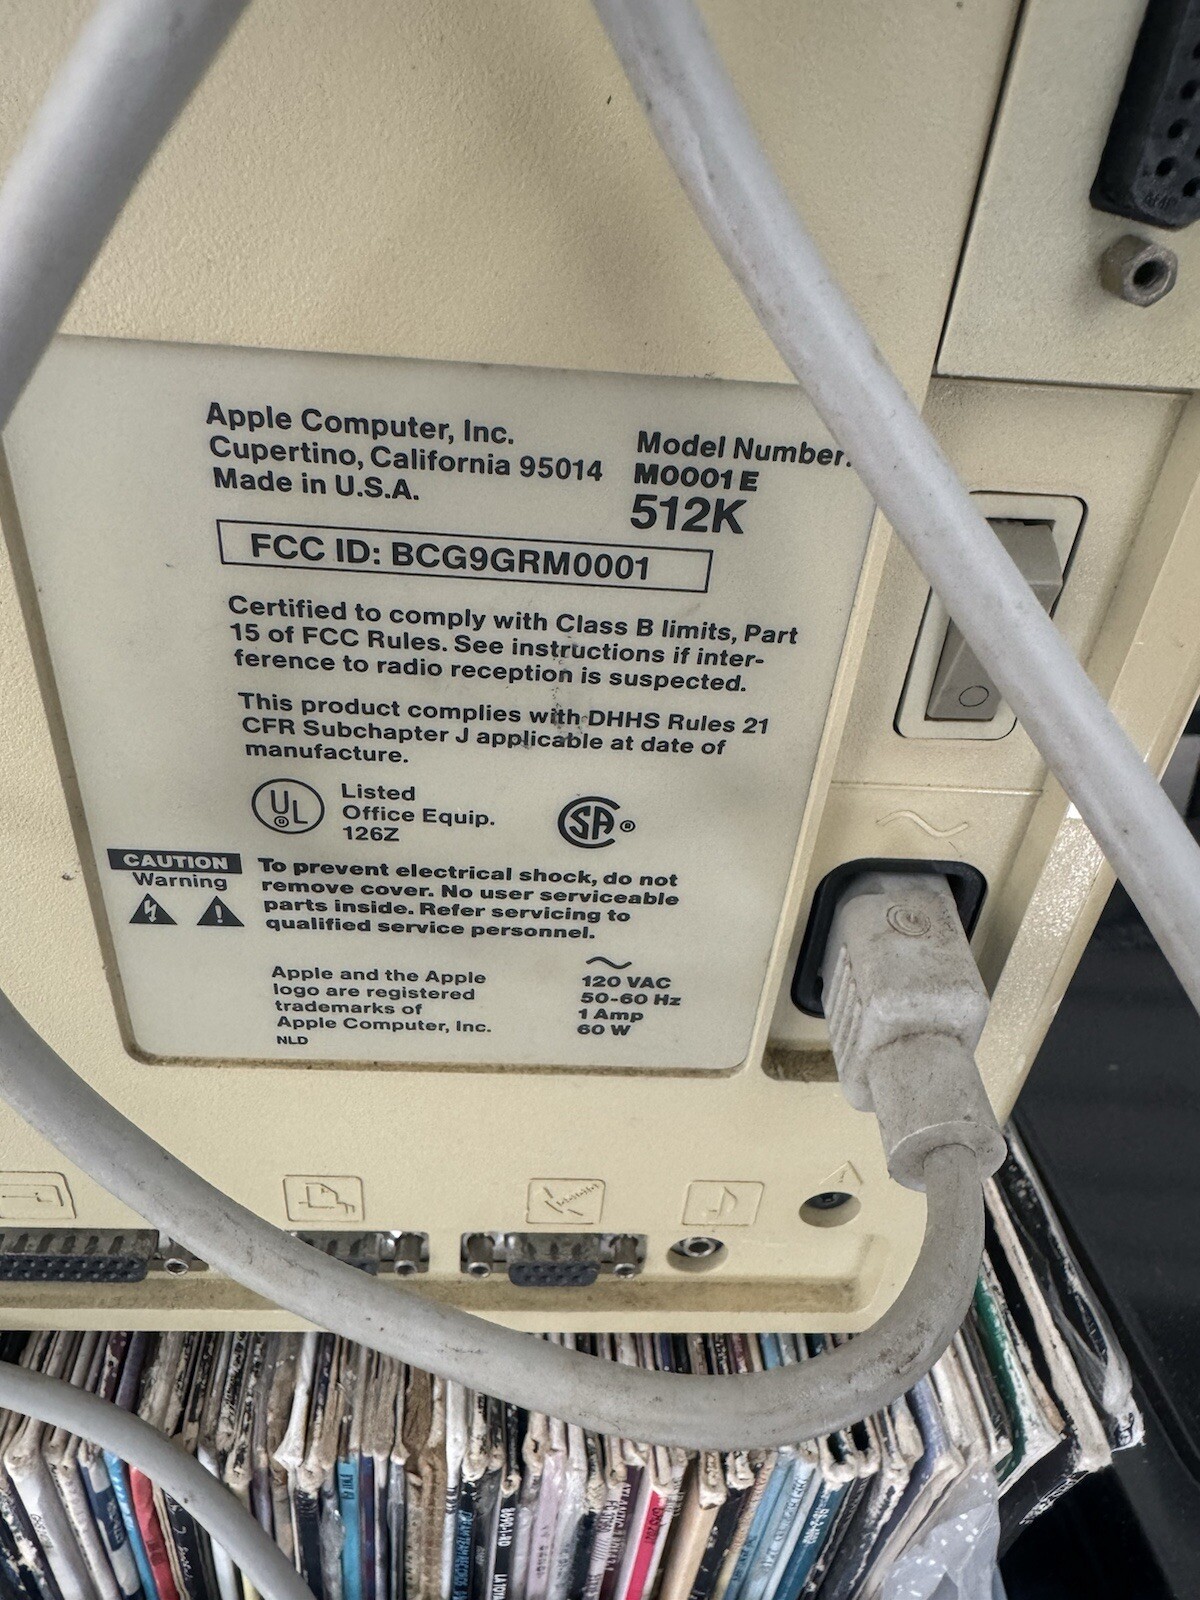 Apple Computer, Inc.
Cupertino, California 95014
Made in U.S.A.
Model Number:
M0001E
512K
FCC ID: BCG9GRM0001
Certified to comply with Class B limits, Part
15 of FCC Rules. See instructions if inter-
ference to radio reception is suspected.
This product complies with DHHS Rules 21
CFR Subchapter J applicable at date of
manufacture.
UL
Listed
Office Equip.
126Z
SA
CAUTION
Warning
To prevent electrical shock, do not
remove cover. No user serviceable
parts inside. Refer servicing to
qualified service personnel.
Apple and the Apple
logo are registered
trademarks of
Apple Computer, Inc.
NLD
120 VAC
50-60 Hz
1 Amp
60 W